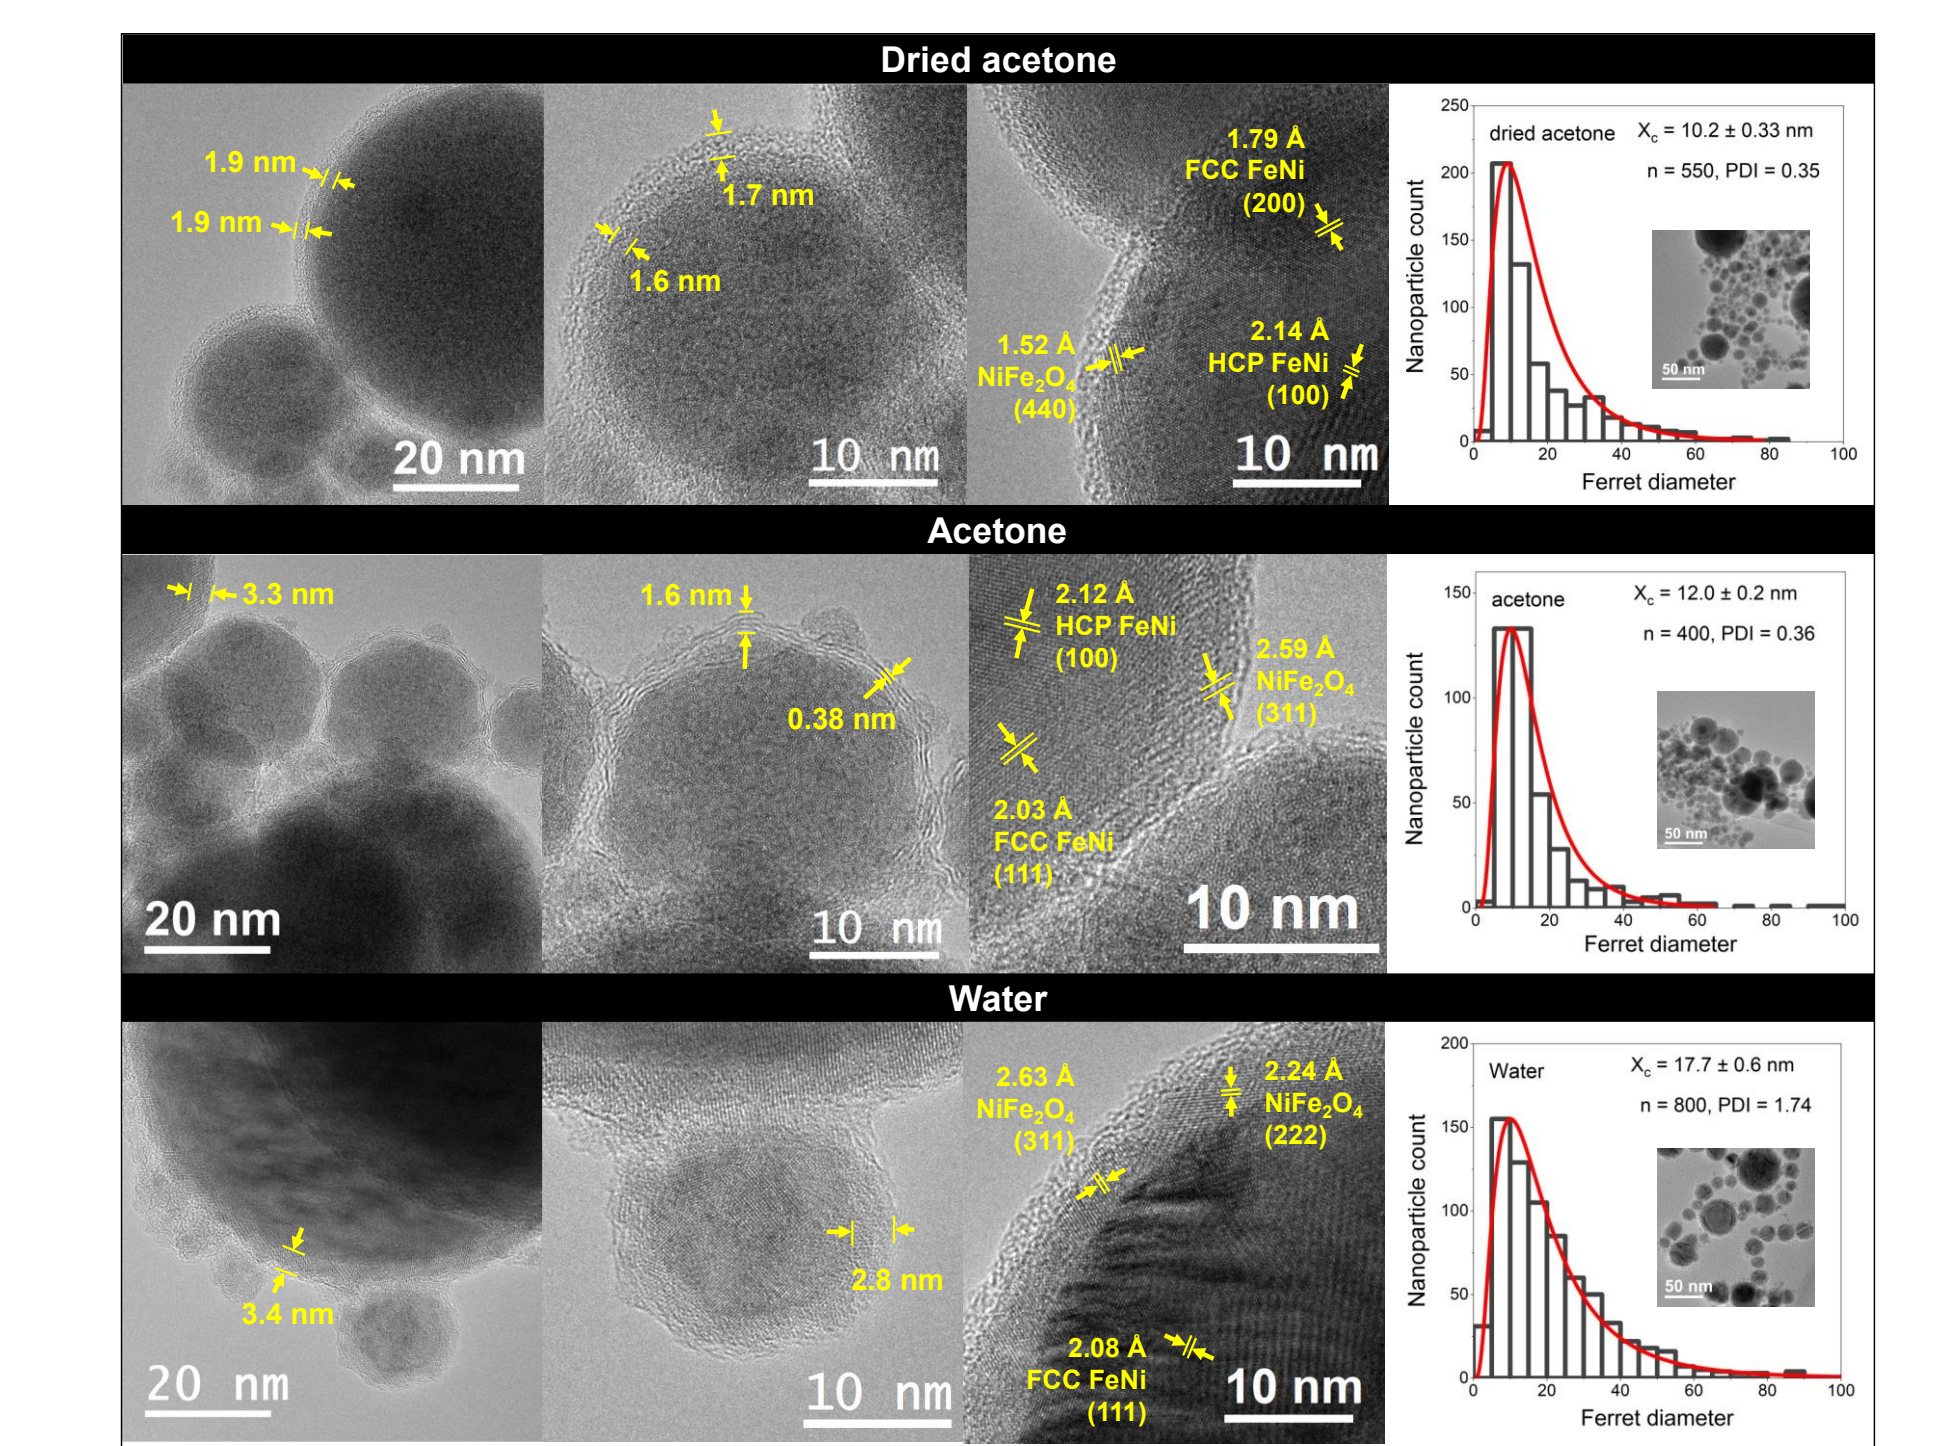 Dried acetone
1.9 nm
1.9 nm
20 nm
1.7 nm
1.6 nm
10 nm
1.79 Å
FCC FeNi
(200)
1.52 Å
NiFe₂O₄
(440)
2.14 Å
HCP FeNi
(100)
10 nm
250
200
150
100
50
0
Nanoparticle count
dried acetone
X꜀ = 10.2 ± 0.33 nm
n = 550, PDI = 0.35
50 nm
0 20 40 60 80 100
Ferret diameter
Acetone
3.3 nm
20 nm
1.6 nm
0.38 nm
10 nm
2.12 Å
HCP FeNi
(100)
2.59 Å
NiFe₂O₄
(311)
2.03 Å
FCC FeNi
(111)
10 nm
150
100
50
0
Nanoparticle count
acetone
X꜀ = 12.0 ± 0.2 nm
n = 400, PDI = 0.36
50 nm
0 20 40 60 80 100
Ferret diameter
Water
3.4 nm
20 nm
2.8 nm
10 nm
2.63 Å
NiFe₂O₄
(311)
2.24 Å
NiFe₂O₄
(222)
2.08 Å
FCC FeNi
(111)
10 nm
200
150
100
50
0
Nanoparticle count
Water
X꜀ = 17.7 ± 0.6 nm
n = 800, PDI = 1.74
50 nm
0 20 40 60 80 100
Ferret diameter